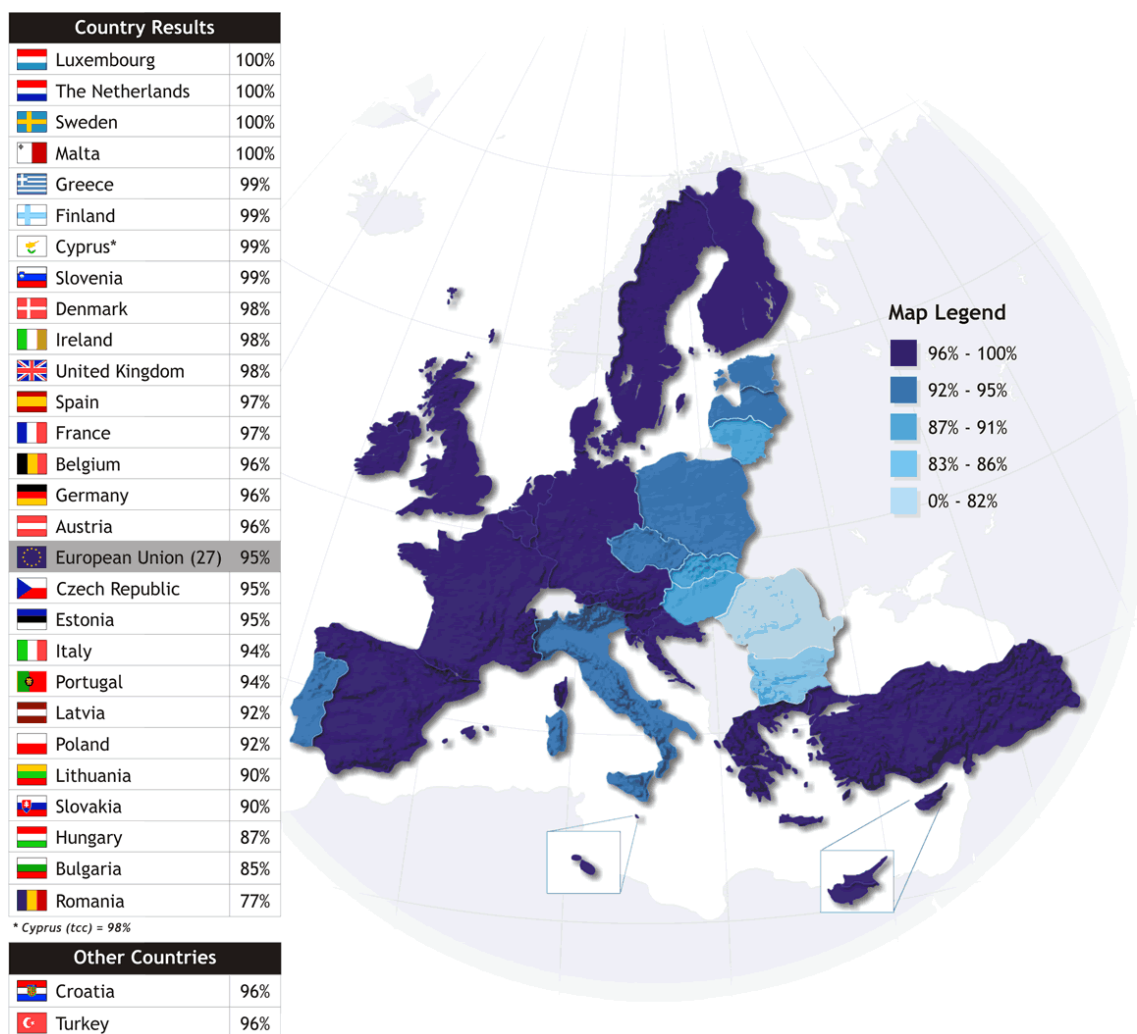 Country Results
Luxembourg 100%
The Netherlands 100%
Sweden 100%
Malta 100%
Greece 99%
Finland 99%
Cyprus* 99%
Slovenia 99%
Denmark 98%
Ireland 98%
United Kingdom 98%
Spain 97%
France 97%
Belgium 96%
Germany 96%
Austria 96%
European Union (27) 95%
Czech Republic 95%
Estonia 95%
Italy 94%
Portugal 94%
Latvia 92%
Poland 92%
Lithuania 90%
Slovakia 90%
Hungary 87%
Bulgaria 85%
Romania 77%
* Cyprus (tcc) = 98%
Other Countries
Croatia 96%
Turkey 96%
Map Legend
96% - 100%
92% - 95%
87% - 91%
83% - 86%
0% - 82%